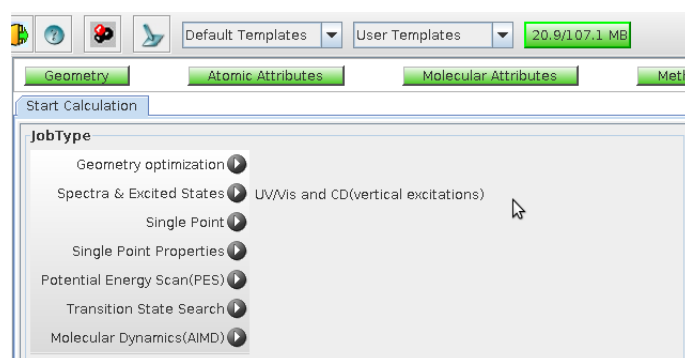 Default Templates User Templates 20.9/107.1 MB
Geometry Atomic Attributes Molecular Attributes Met
Start Calculation
JobType
Geometry optimization
Spectra & Excited States UV/Vis and CD(vertical excitations)
Single Point
Single Point Properties
Potential Energy Scan(PES)
Transition State Search
Molecular Dynamics(AIMD)